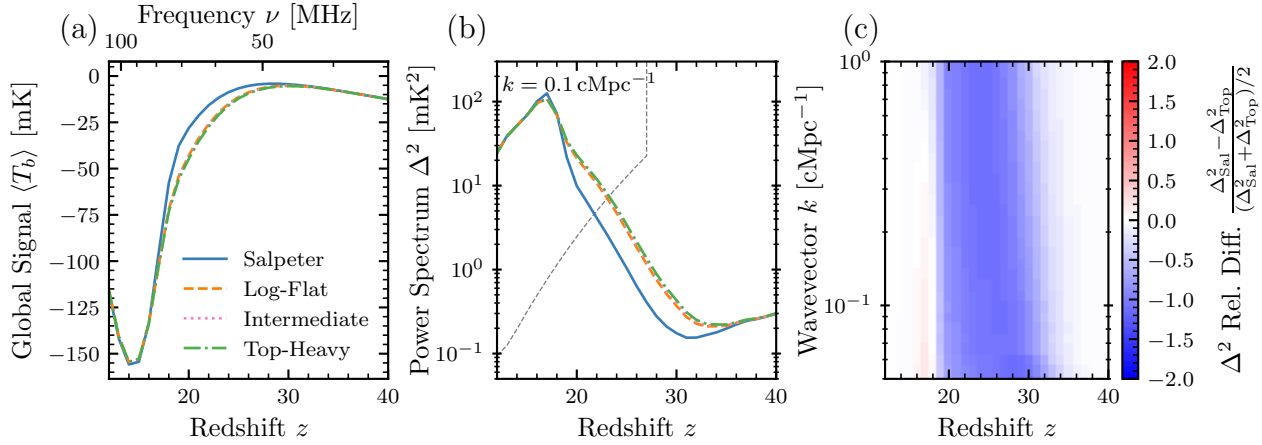 (a)
Frequency ν [MHz]
100 50
Global Signal ⟨T_b⟩ [mK]
0
−25
−50
−75
−100
−125
−150
Salpeter
Log-Flat
Intermediate
Top-Heavy
20 30 40
Redshift z
(b)
k = 0.1 cMpc⁻¹
Power Spectrum Δ² [mK²]
10²
10¹
10⁰
10⁻¹
20 30 40
Redshift z
(c)
Wavevector k [cMpc⁻¹]
10⁰
10⁻¹
20 30 40
Redshift z
2.0
1.5
1.0
0.5
0.0
−0.5
−1.0
−1.5
−2.0
Δ² Rel. Diff. (Δ²_Sal − Δ²_Top) / ((Δ²_Sal + Δ²_Top)/2)